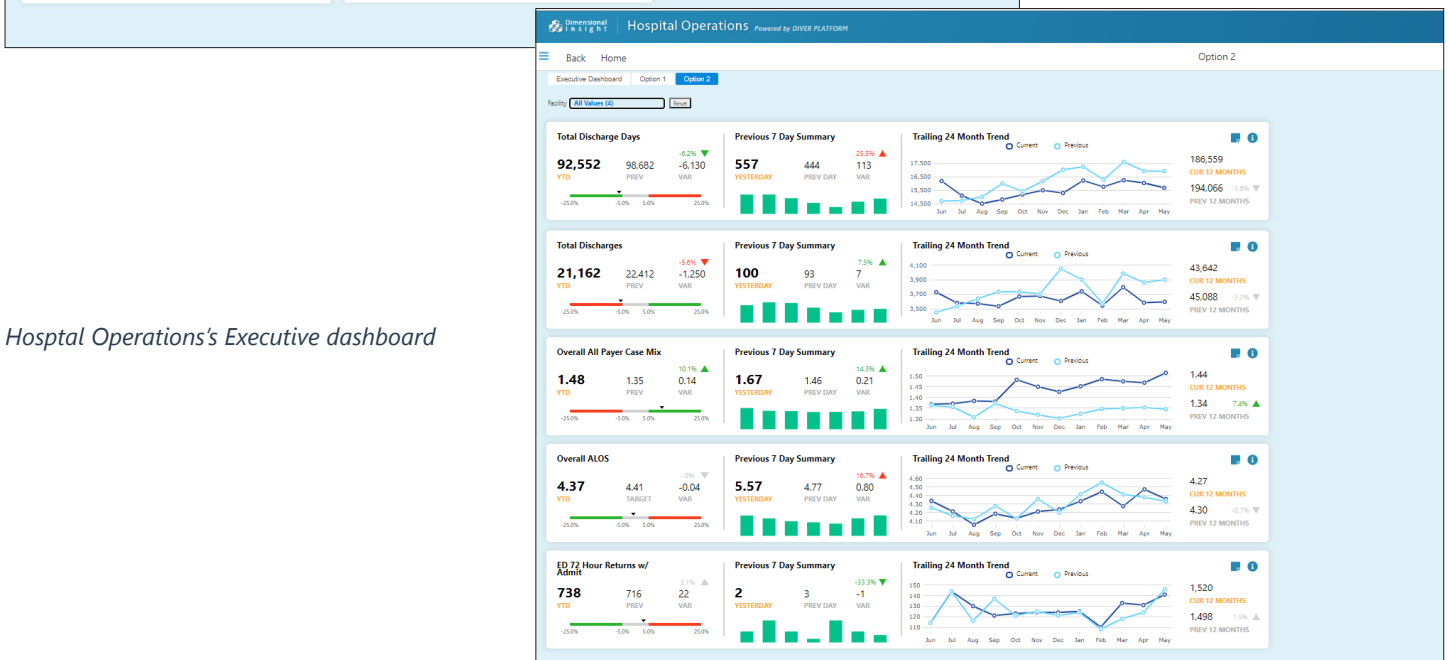 Dimensional Insight Hospital Operations Powered by DIVER PLATFORM
Back Home Option 2
Executive Dashboard Option 1 Option 2
Facility All Values (4) Reset
Total Discharge Days
-6.2%
92,552 98,682 -6,130
YTD PREV VAR
-25.0% -5.0% 5.0% 25.0%
Previous 7 Day Summary
25.5%
557 444 113
YESTERDAY PREV DAY VAR
Trailing 24 Month Trend
Current Previous
17,500
16,500
15,500
14,500
Jun Jul Aug Sep Oct Nov Dec Jan Feb Mar Apr May
186,559
CUR 12 MONTHS
194,066 -3.9%
PREV 12 MONTHS
Total Discharges
-5.6%
21,162 22,412 -1,250
YTD PREV VAR
-25.0% -5.0% 5.0% 25.0%
Previous 7 Day Summary
7.5%
100 93 7
YESTERDAY PREV DAY VAR
Trailing 24 Month Trend
Current Previous
4,100
3,900
3,700
3,500
Jun Jul Aug Sep Oct Nov Dec Jan Feb Mar Apr May
43,642
CUR 12 MONTHS
45,088 -3.2%
PREV 12 MONTHS
Hosptal Operations's Executive dashboard
Overall All Payer Case Mix
10.1%
1.48 1.35 0.14
YTD PREV VAR
-25.0% -5.0% 5.0% 25.0%
Previous 7 Day Summary
14.3%
1.67 1.46 0.21
YESTERDAY PREV DAY VAR
Trailing 24 Month Trend
Current Previous
1.50
1.45
1.40
1.35
1.30
Jun Jul Aug Sep Oct Nov Dec Jan Feb Mar Apr May
1.44
CUR 12 MONTHS
1.34 7.4%
PREV 12 MONTHS
Overall ALOS
-.8%
4.37 4.41 -0.04
YTD TARGET VAR
-25.0% -5.0% 5.0% 25.0%
Previous 7 Day Summary
16.7%
5.57 4.77 0.80
YESTERDAY PREV DAY VAR
Trailing 24 Month Trend
Current Previous
4.60
4.50
4.40
4.30
4.20
4.10
Jun Jul Aug Sep Oct Nov Dec Jan Feb Mar Apr May
4.27
CUR 12 MONTHS
4.30 -0.7%
PREV 12 MONTHS
ED 72 Hour Returns w/
Admit
3.1%
738 716 22
YTD PREV VAR
-25.0% -5.0% 5.0% 25.0%
Previous 7 Day Summary
-33.3%
2 3 -1
YESTERDAY PREV DAY VAR
Trailing 24 Month Trend
Current Previous
150
140
130
120
110
Jun Jul Aug Sep Oct Nov Dec Jan Feb Mar Apr May
1,520
CUR 12 MONTHS
1,498 1.5%
PREV 12 MONTHS